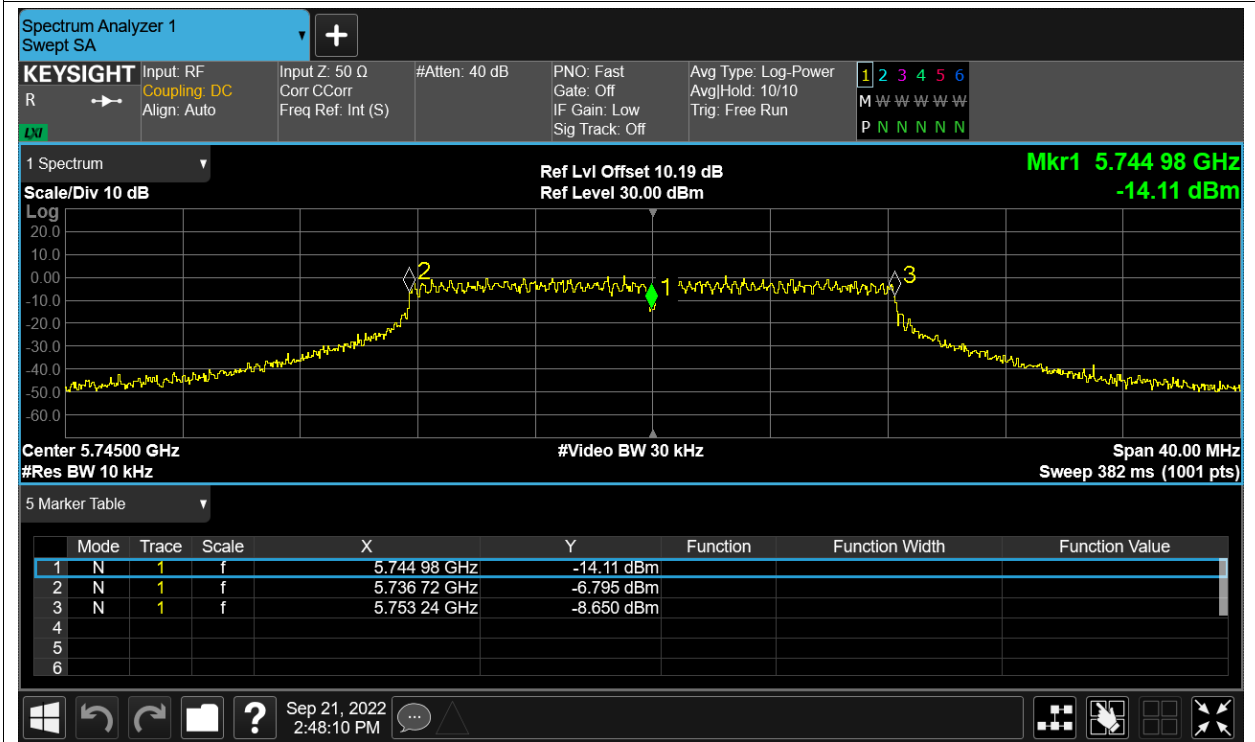 Spectrum Analyzer 1
Swept SA
+
KEYSIGHT
R
LXI
Input: RF
Coupling: DC
Align: Auto
Input Z: 50 Ω
Corr CCorr
Freq Ref: Int (S)
#Atten: 40 dB
PNO: Fast
Gate: Off
IF Gain: Low
Sig Track: Off
Avg Type: Log-Power
Avg|Hold: 10/10
Trig: Free Run
1 2 3 4 5 6
M W W W W W
P N N N N N
1 Spectrum
Scale/Div 10 dB
Ref Lvl Offset 10.19 dB
Ref Level 30.00 dBm
Mkr1 5.744 98 GHz
-14.11 dBm
Log
20.0
10.0
0.00
-10.0
-20.0
-30.0
-40.0
-50.0
-60.0
2
1
3
Center 5.74500 GHz
#Res BW 10 kHz
#Video BW 30 kHz
Span 40.00 MHz
Sweep 382 ms (1001 pts)
5 Marker Table
Mode Trace Scale X Y Function Function Width Function Value
1 N 1 f 5.744 98 GHz -14.11 dBm
2 N 1 f 5.736 72 GHz -6.795 dBm
3 N 1 f 5.753 24 GHz -8.650 dBm
4
5
6
?
Sep 21, 2022
2:48:10 PM